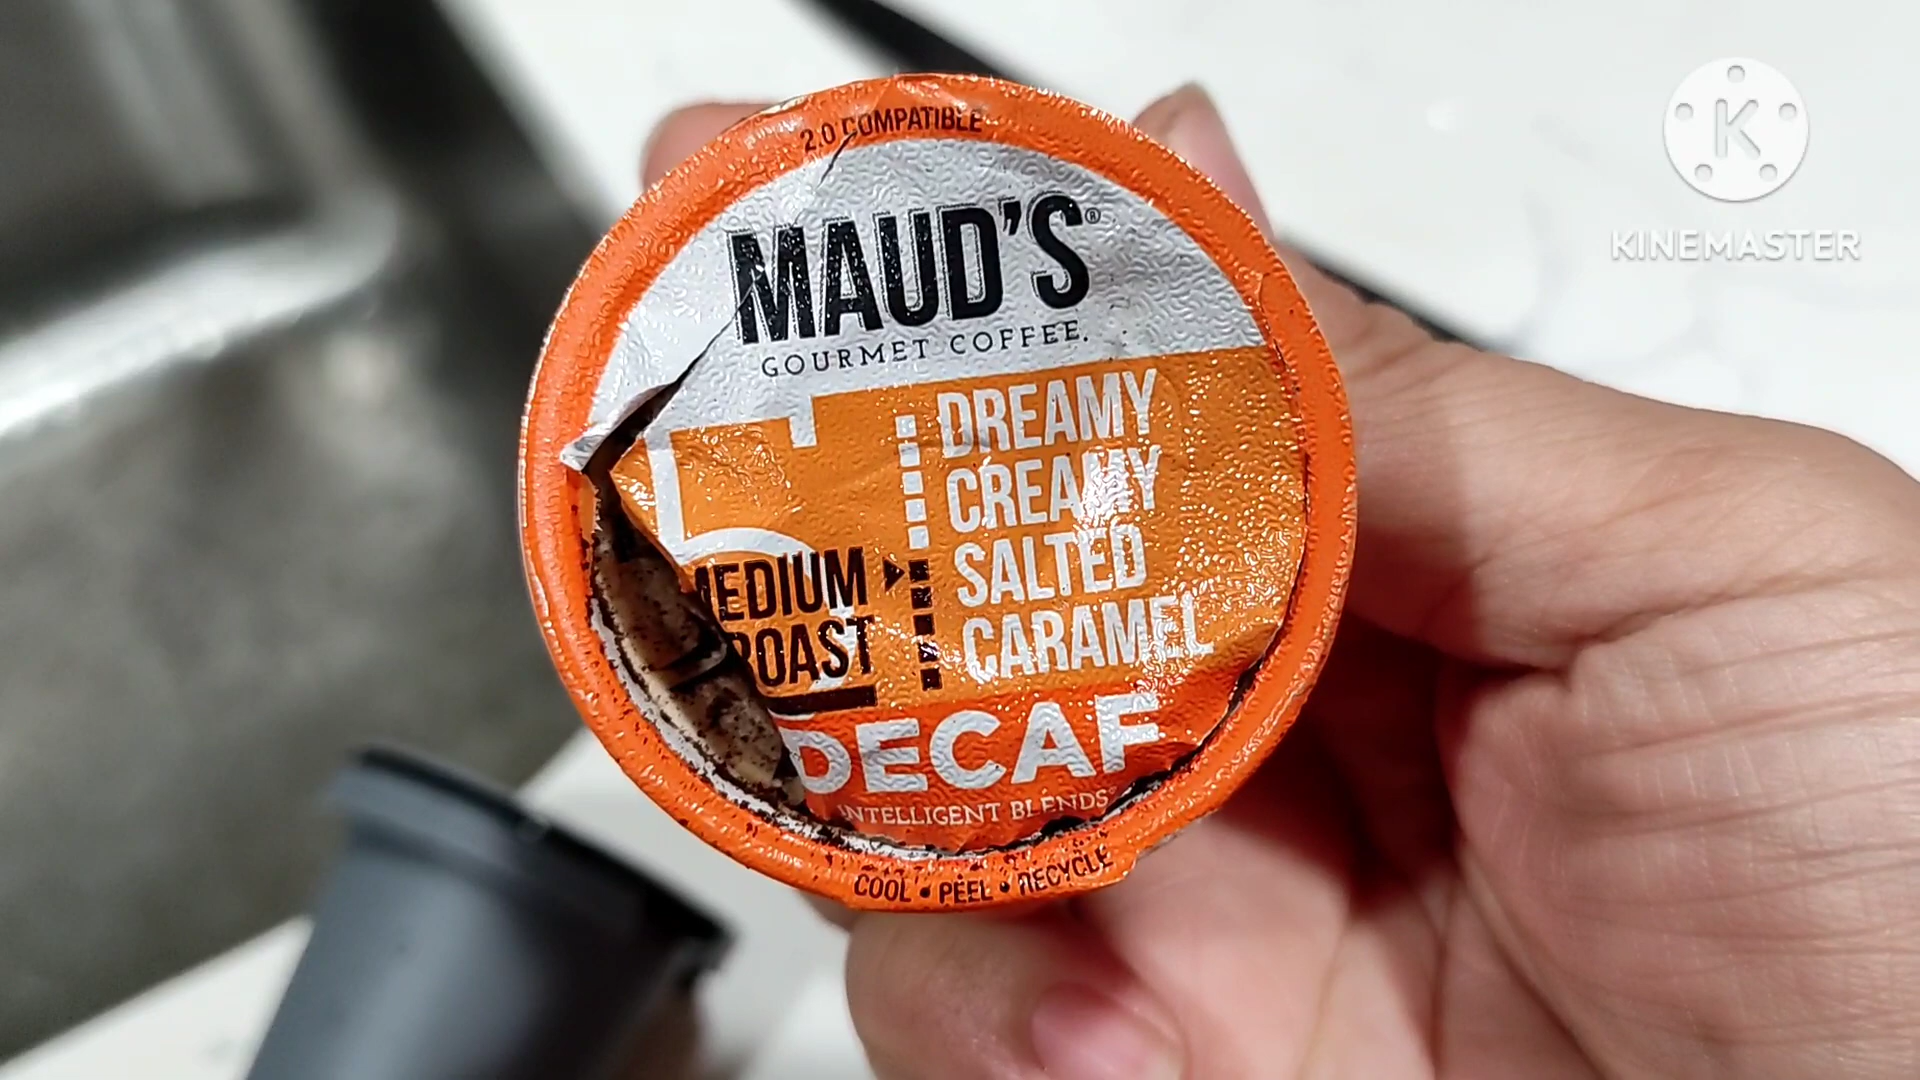 2.0 COMPATIBLE
MAUD'S®
GOURMET COFFEE.
5
DREAMY
CREAMY
SALTED
CARAMEL
MEDIUM
ROAST
DECAF
INTELLIGENT BLENDS®
COOL • PEEL • RECYCLE
K
KINEMASTER